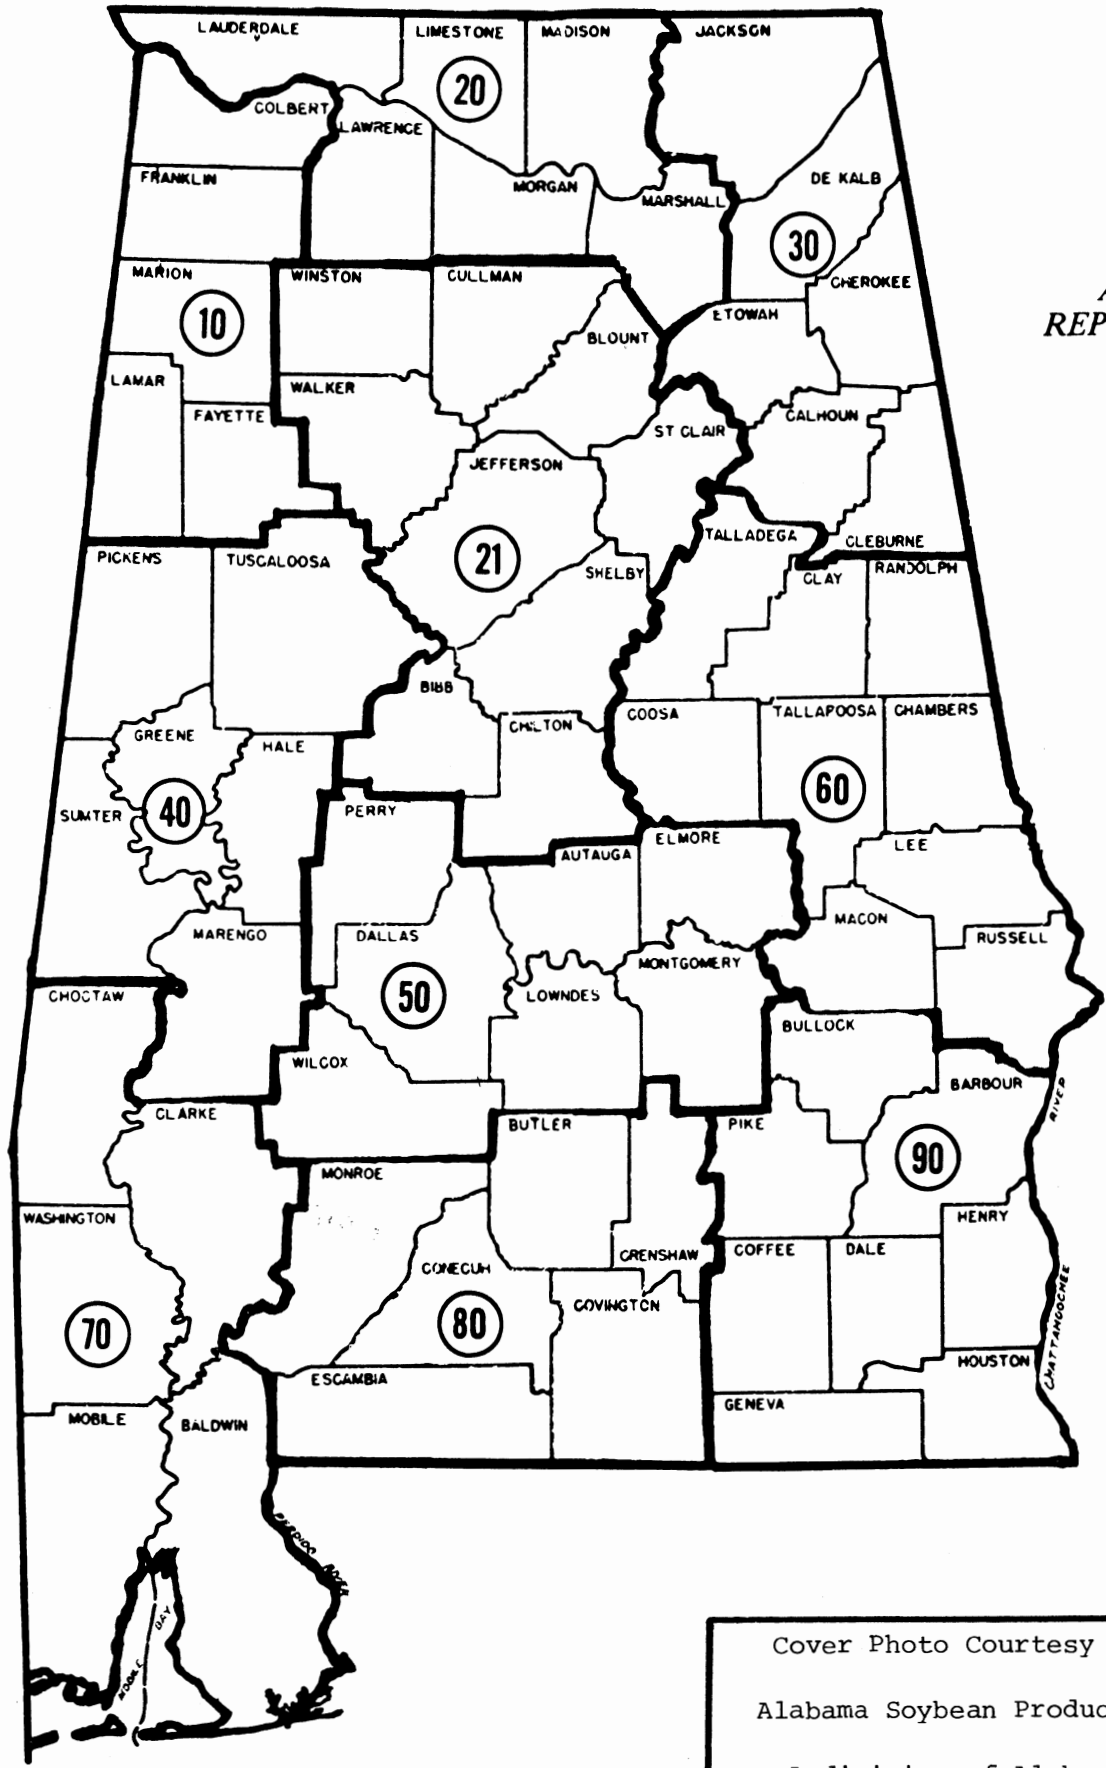 LAUDERDALE
LIMESTONE
MADISON
JACKSON
20
COLBERT
LAWRENCE
FRANKLIN
MORGAN
DE KALB
MARSHALL
30
MARION
WINSTON
CULLMAN
CHEROKEE
10
ETOWAH
REP
BLOUNT
LAMAR
WALKER
FAYETTE
CALHOUN
ST CLAIR
JEFFERSON
TALLADEGA
CLEBURNE
PICKENS
TUSCALOOSA
21
SHELBY
CLAY
RANDOLPH
BIBB
COOSA
TALLAPOOSA
CHAMBERS
CHILTON
GREENE
HALE
60
40
SUMTER
PERRY
ELMORE
LEE
AUTAUGA
MACON
MARENGO
DALLAS
RUSSELL
MONTGOMERY
CHOCTAW
50
LOWNDES
BULLOCK
WILCOX
BARBOUR
RIVER
CLARKE
BUTLER
PIKE
90
MONROE
WASHINGTON
HENRY
CRENSHAW
COFFEE
DALE
CONECUH
COVINGTON
CHATTAHOOCHEE
70
80
HOUSTON
ESCAMBIA
GENEVA
MOBILE
BALDWIN
RIVER
MOBILE BAY
Cover Photo Courtesy
Alabama Soybean Produc